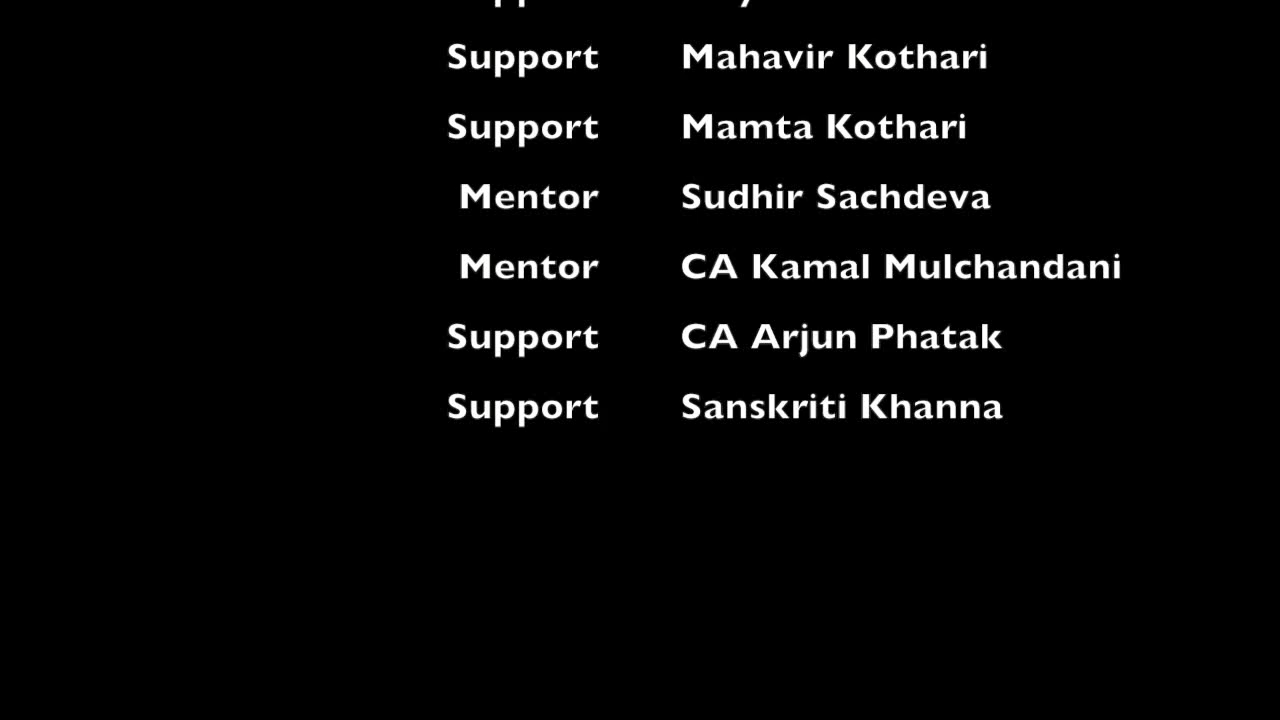 Support Mahavir Kothari
Support Mamta Kothari
Mentor Sudhir Sachdeva
Mentor CA Kamal Mulchandani
Support CA Arjun Phatak
Support Sanskriti Khanna